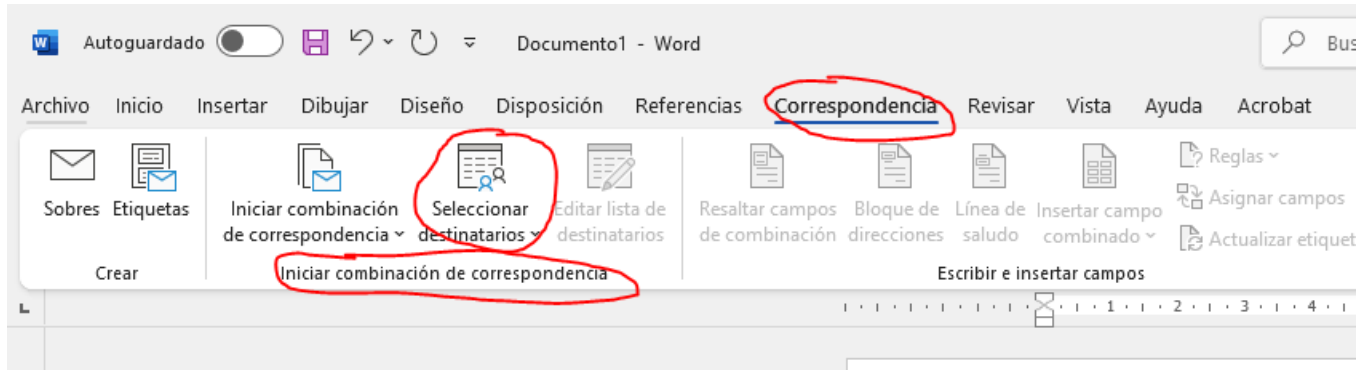 Autoguardado Documento1 - Word Bus
Archivo Inicio Insertar Dibujar Diseño Disposición Referencias Correspondencia Revisar Vista Ayuda Acrobat
Sobres
Etiquetas
Iniciar combinación
de correspondencia
Seleccionar
destinatarios
Editar lista de
destinatarios
Resaltar campos
de combinación
Bloque de
direcciones
Línea de
saludo
Insertar campo
combinado
Reglas
Asignar campos
Actualizar etiquet
Crear
Iniciar combinación de correspondencia
Escribir e insertar campos
L
1 2 3 4